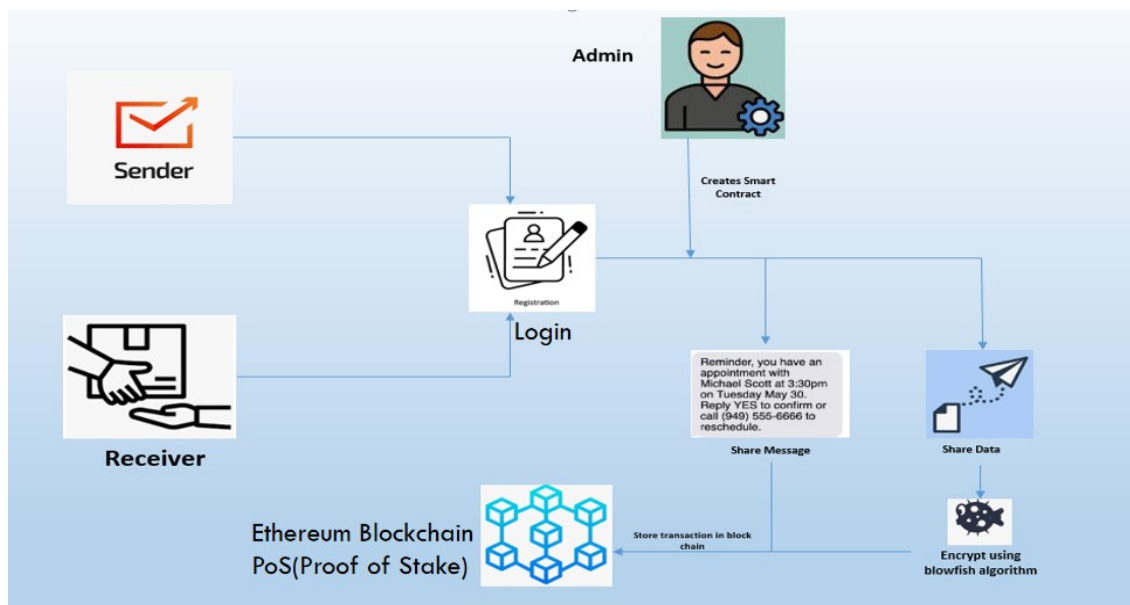 Admin
Sender
Creates Smart
Contract
Registration
Login
Reminder, you have an
appointment with
Michael Scott at 3:30pm
on Tuesday May 30.
Reply YES to confirm or
call (949) 555-6666 to
reschedule.
Receiver
Share Message
Share Data
Ethereum Blockchain
PoS(Proof of Stake)
Store transaction in block
chain
Encrypt using
blowfish algorithm